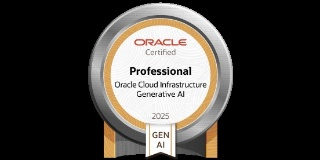 ORACLE
Certified
Professional
Oracle Cloud Infrastructure
Generative AI
2025
GEN
AI